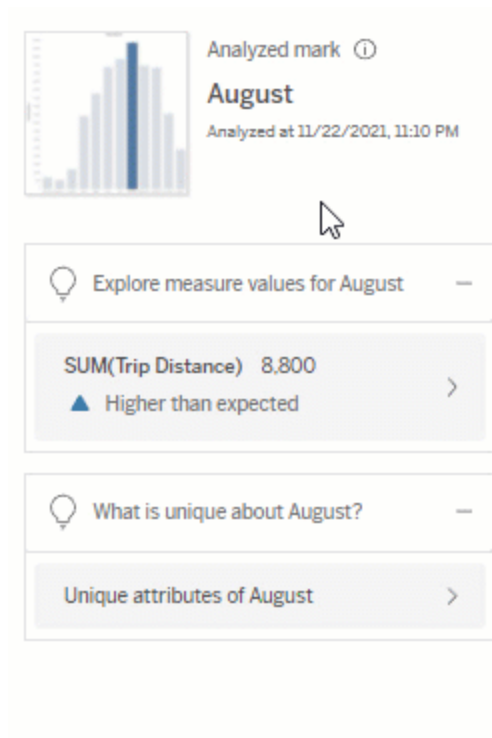 Analyzed mark
August
Analyzed at 11/22/2021, 11:10 PM
Explore measure values for August
SUM(Trip Distance) 8,800
Higher than expected
What is unique about August?
Unique attributes of August